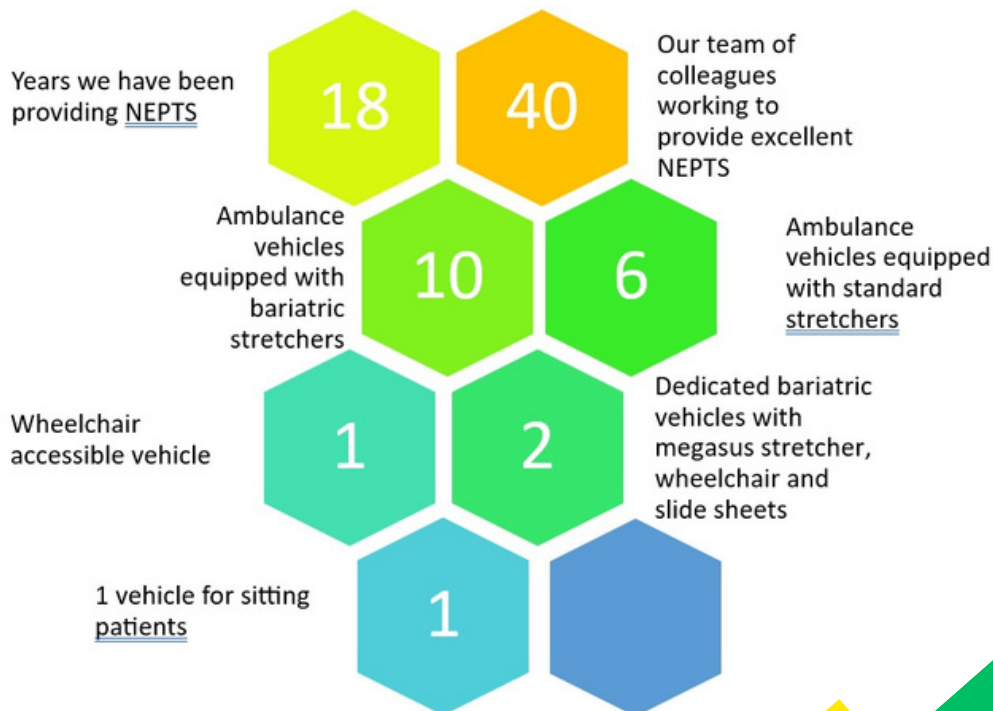 Years we have been
providing NEPTS
18
40
Our team of
colleagues
working to
provide excellent
NEPTS
Ambulance
vehicles
equipped with
bariatric
stretchers
10
6
Ambulance
vehicles equipped
with standard
stretchers
Wheelchair
accessible vehicle
1
2
Dedicated bariatric
vehicles with
megasus stretcher,
wheelchair and
slide sheets
1 vehicle for sitting
patients
1